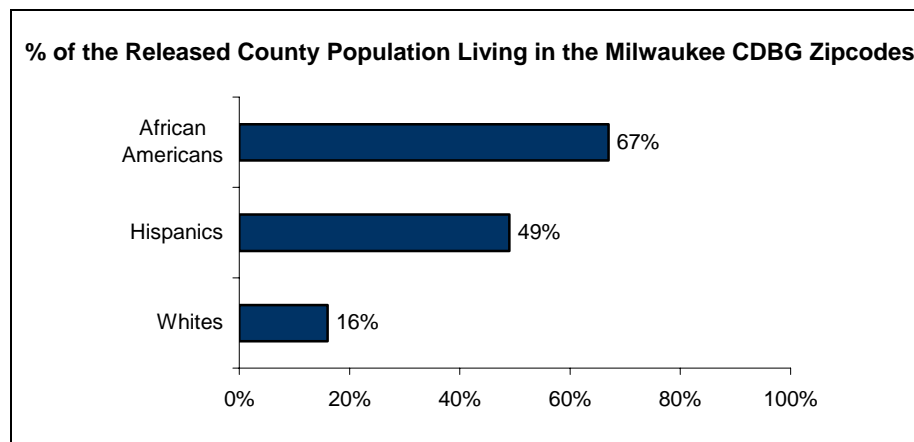 % of the Released County Population Living in the Milwaukee CDBG Zipcodes
African
Americans
67%
Hispanics
49%
Whites
16%
0%
20%
40%
60%
80%
100%